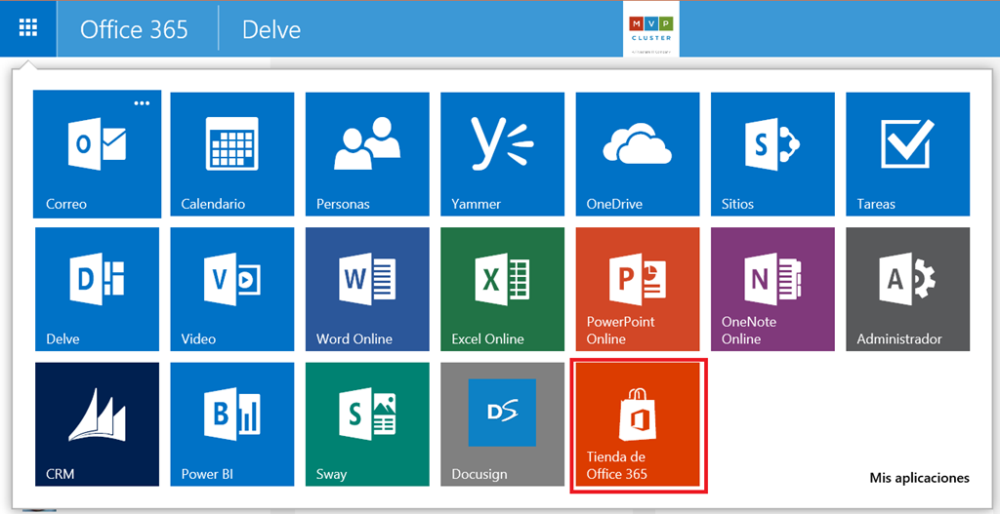 Office 365
Delve
MVP
CLUSTER
Correo
Calendario
Personas
Yammer
OneDrive
Sitios
Tareas
Delve
Video
Word Online
Excel Online
PowerPoint
Online
OneNote
Online
Administrador
CRM
Power BI
Sway
Docusign
Tienda de
Office 365
Mis aplicaciones